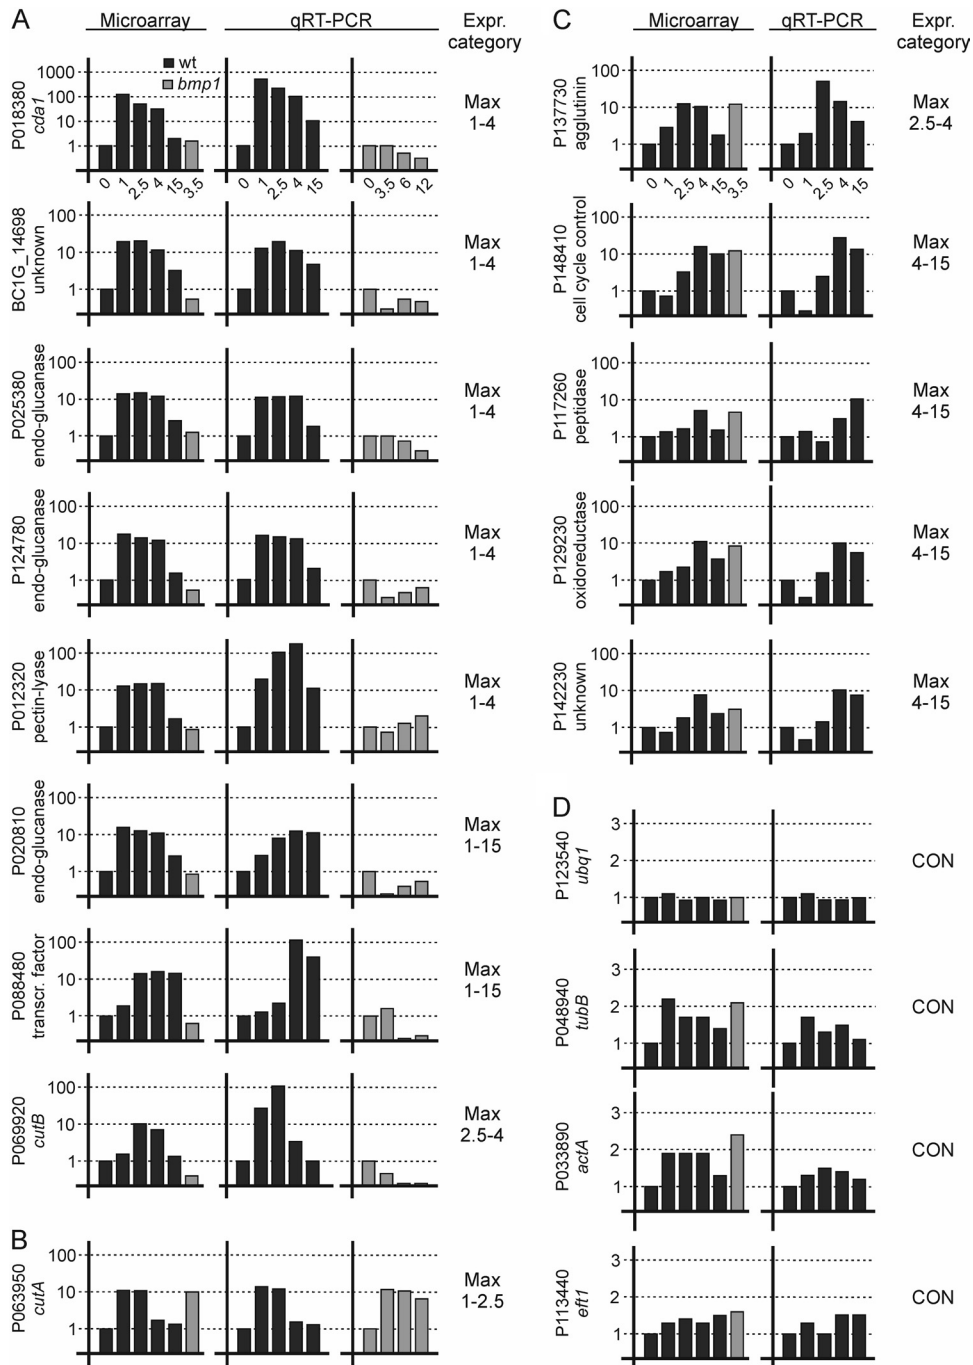 A
Microarray
qRT-PCR
Expr.
category
wt
bmp1
P018380
cda1
1000
100
10
1
0 1 2.5 4 15 3.5
0 1 2.5 4 15
0 3.5 6 12
Max
1-4
BC1G_14698
unknown
100
10
1
Max
1-4
P025380
endo-glucanase
100
10
1
Max
1-4
P124780
endo-glucanase
100
10
1
Max
1-4
P012320
pectin-lyase
100
10
1
Max
1-4
P020810
endo-glucanase
100
10
1
Max
1-15
P088480
transcr. factor
100
10
1
Max
1-15
P069920
cutB
100
10
1
Max
2.5-4
B
P063950
cutA
100
10
1
Max
1-2.5
C
Microarray
qRT-PCR
Expr.
category
P137730
agglutinin
100
10
1
0 1 2.5 4 15 3.5
0 1 2.5 4 15
Max
2.5-4
P148410
cell cycle control
100
10
1
Max
4-15
P117260
peptidase
100
10
1
Max
4-15
P129230
oxidoreductase
100
10
1
Max
4-15
P142230
unknown
100
10
1
Max
4-15
D
P123540
ubq1
3
2
1
CON
P048940
tubB
3
2
1
CON
P033890
actA
3
2
1
CON
P113440
eft1
3
2
1
CON